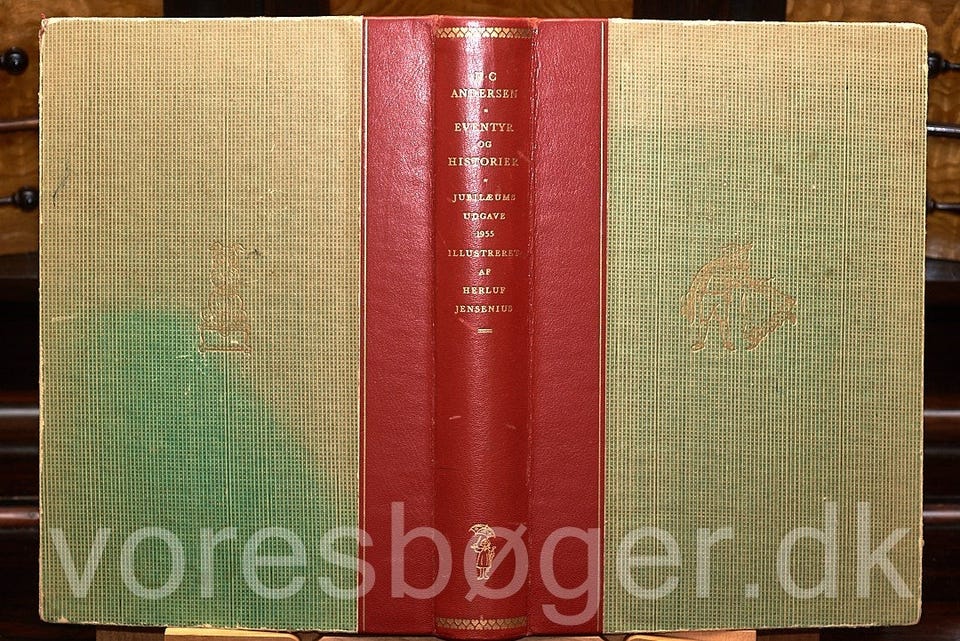 H·C
ANDERSEN
EVENTYR
OG
HISTORIER
JUBILÆUMS
UDGAVE
1955
ILLUSTRERET
AF
HERLUF
JENSENIUS
voresbøger.dk